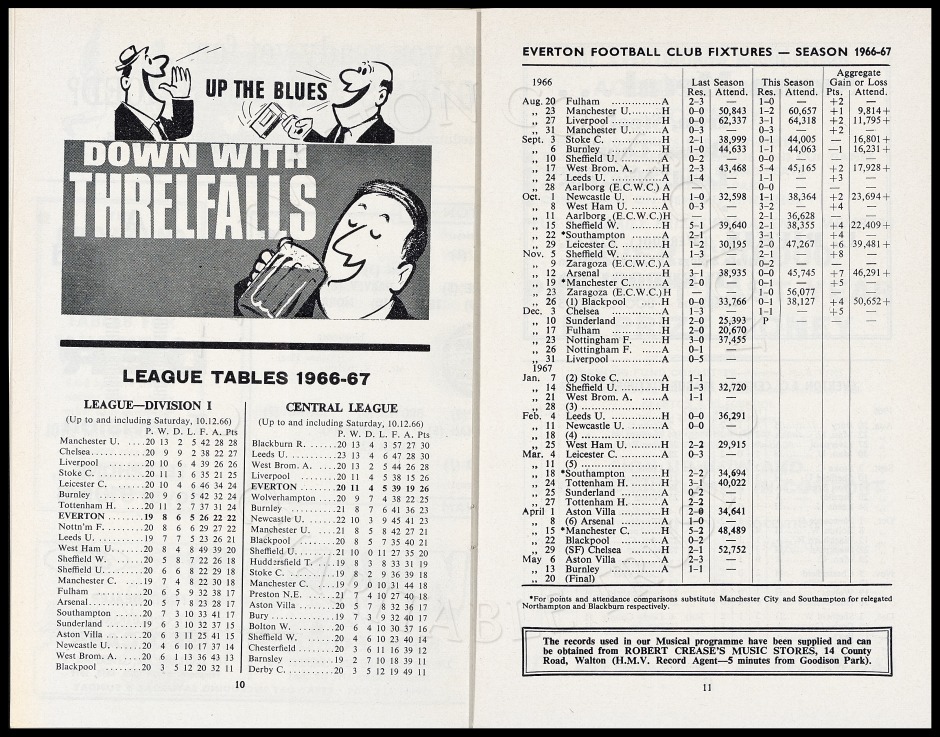 UP THE BLUES
DOWN WITH
THRELFALLS
LEAGUE TABLES 1966-67
LEAGUE—DIVISION I
(Up to and including Saturday, 10.12.66)
P. W. D. L. F. A. Pts
Manchester U. ....20 13 2 5 42 28 28
Chelsea...........20 9 9 2 38 22 27
Liverpool ........20 10 6 4 39 26 26
Stoke C. .........20 11 3 6 35 21 25
Leicester C. .....20 10 4 6 46 34 24
Burnley ..........20 9 6 5 42 32 24
Tottenham H. .....20 11 2 7 37 31 24
EVERTON ..........19 8 6 5 26 22 22
Nottn'm F. .......20 8 6 6 29 27 22
Leeds U. .........19 7 7 5 23 26 21
West Ham U. ......20 8 4 8 49 39 20
Sheffield W. .....20 5 8 7 22 26 18
Sheffield U. .....20 6 6 8 22 29 18
Manchester C. ....19 7 4 8 22 30 18
Fulham ...........20 6 5 9 32 38 17
Arsenal...........20 5 7 8 23 28 17
Southampton ......20 7 3 10 33 41 17
Sunderland .......19 6 3 10 32 37 15
Aston Villa ......20 6 3 11 25 41 15
Newcastle U. .....20 4 6 10 17 37 14
West Brom. A. ....20 6 1 13 36 43 13
Blackpool ........20 3 5 12 20 32 11
CENTRAL LEAGUE
(Up to and including Saturday, 10.12.66)
P. W. D. L. F. A. Pts
Blackburn R. .....20 13 4 3 57 27 30
Leeds U. .........23 13 4 6 47 28 30
West Brom. A. ....20 13 2 5 44 26 28
Liverpool ........20 11 4 5 38 15 26
EVERTON ..........20 11 4 5 39 19 26
Wolverhampton ....20 9 7 4 38 22 25
Burnley ..........21 8 7 6 41 36 23
Newcastle U. .....22 10 3 9 45 41 23
Manchester U. ....21 8 5 8 42 27 21
Blackpool ........20 8 5 7 35 40 21
Sheffield U. .....21 10 0 11 27 35 20
Huddersfield T. ..19 8 3 8 33 31 19
Stoke C. .........19 8 2 9 36 39 18
Manchester C. ....19 9 0 10 31 44 18
Preston N.E. .....21 7 4 10 27 40 18
Aston Villa ......20 5 7 8 32 36 17
Bury .............19 7 3 9 32 40 17
Bolton W. ........20 6 4 10 30 37 16
Sheffield W. .....20 4 6 10 23 40 14
Chesterfield .....20 3 6 11 16 39 12
Barnsley .........19 2 7 10 18 39 11
Derby C. .........20 3 5 12 19 49 11
10
EVERTON FOOTBALL CLUB FIXTURES — SEASON 1966-67
1966 Last Season This Season Aggregate Gain or Loss
Res. Attend. Res. Attend. Pts. Attend.
Aug. 20 Fulham A 2–3 — 1–0 — +2 —
„ 23 Manchester U. H 0–0 50,843 1–2 60,657 +1 9,814+
„ 27 Liverpool H 0–0 62,337 3–1 64,318 +2 11,795+
„ 31 Manchester U. A 0–3 — 0–3 — +2 —
Sept. 3 Stoke C. H 2–1 38,999 0–1 44,005 16,801+
„ 6 Burnley H 1–0 44,633 1–1 44,063 —1 16,231+
„ 10 Sheffield U. A 0–2 — 0–0 —
„ 17 West Brom. A. H 2–3 43,468 5–4 45,165 +2 17,928+
„ 24 Leeds U. A 1–4 — 1–1 — +3 —
„ 28 Aarlborg (E.C.W.C.) A — — 0–0 —
Oct. 1 Newcastle U. H 1–0 32,598 1–1 38,364 +2 23,694+
„ 8 West Ham U. A 0–3 — 3–2 — +4 —
„ 11 Aarlborg (E.C.W.C.) H — — 2–1 36,628
„ 15 Sheffield W. H 5–1 39,640 2–1 38,355 +4 22,409+
„ 22 *Southampton A 2–1 — 3–1 — +4 —
„ 29 Leicester C. H 1–2 30,195 2–0 47,267 +6 39,481+
Nov. 5 Sheffield W. A 1–3 — 2–1 — +8 —
„ 9 Zaragoza (E.C.W.C.) A — — 0–2 —
„ 12 Arsenal H 3–1 38,935 0–0 45,745 +7 46,291+
„ 19 *Manchester C. A 2–0 — 0–1 — +5 —
„ 23 Zaragoza (E.C.W.C.) H — — 1–0 56,077
„ 26 (1) Blackpool H 0–0 33,766 0–1 38,127 +4 50,652+
Dec. 3 Chelsea A 1–3 — 1–1 — +5 —
„ 10 Sunderland H 2–0 25,393 P — — —
„ 17 Fulham H 2–0 20,670
„ 23 Nottingham F. H 3–0 37,455
„ 26 Nottingham F. A 0–1 —
„ 31 Liverpool A 0–5 —
1967
Jan. 7 (2) Stoke C. A 1–1 —
„ 14 Sheffield U. H 1–3 32,720
„ 21 West Brom. A. A 1–1 —
„ 28 (3)
Feb. 4 Leeds U. H 0–0 36,291
„ 11 Newcastle U. A 0–0 —
„ 18 (4)
„ 25 West Ham U. H 2–2 29,915
Mar. 4 Leicester C. A 0–3 —
„ 11 (5)
„ 18 *Southampton H 2–2 34,694
„ 24 Tottenham H. H 3–1 40,022
„ 25 Sunderland A 0–2 —
„ 27 Tottenham H. A 2–2 —
April 1 Aston Villa H 2–0 34,641
„ 8 (6) Arsenal A 1–0 —
„ 15 *Manchester C. H 5–2 48,489
„ 22 Blackpool A 0–2 —
„ 29 (SF) Chelsea H 2–1 52,752
May 6 Aston Villa A 2–3 —
„ 13 Burnley A 1–1 —
„ 20 (Final)
*For points and attendance comparisons substitute Manchester City and Southampton for relegated
Northampton and Blackburn respectively.
The records used in our Musical programme have been supplied and can
be obtained from ROBERT CREASE'S MUSIC STORES, 14 County
Road, Walton (H.M.V. Record Agent—5 minutes from Goodison Park).
11